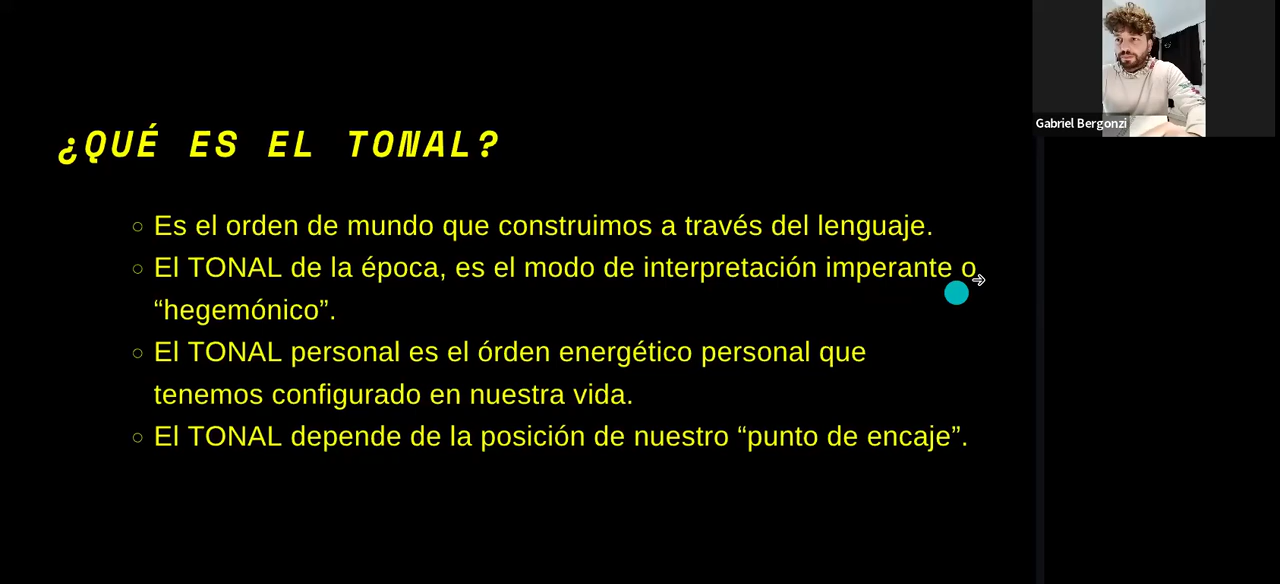 ¿QUÉ ES EL TONAL?
Es el orden de mundo que construimos a través del lenguaje.
El TONAL de la época, es el modo de interpretación imperante o
“hegemónico”.
El TONAL personal es el órden energético personal que
tenemos configurado en nuestra vida.
El TONAL depende de la posición de nuestro “punto de encaje”.
Gabriel Bergonzi